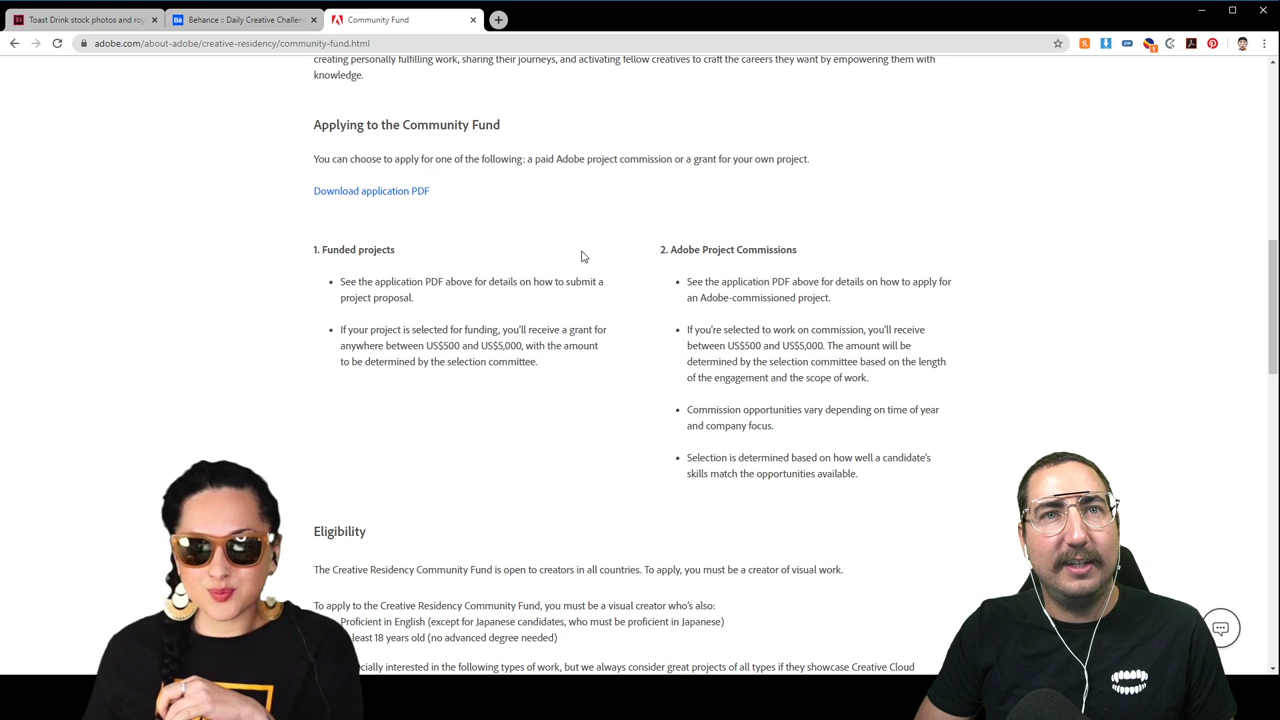 Toast Drink stock photos and roy
Behance :: Daily Creative Challen
Community Fund
adobe.com/about-adobe/creative-residency/community-fund.html
creating personally fulfilling work, sharing their journeys, and activating fellow creatives to craft the careers they want by empowering them with
knowledge.
Applying to the Community Fund
You can choose to apply for one of the following: a paid Adobe project commission or a grant for your own project.
Download application PDF
1. Funded projects
See the application PDF above for details on how to submit a
project proposal.
If your project is selected for funding, you'll receive a grant for
anywhere between US$500 and US$5,000, with the amount
to be determined by the selection committee.
2. Adobe Project Commissions
See the application PDF above for details on how to apply for
an Adobe-commissioned project.
If you're selected to work on commission, you'll receive
between US$500 and US$5,000. The amount will be
determined by the selection committee based on the length
of the engagement and the scope of work.
Commission opportunities vary depending on time of year
and company focus.
Selection is determined based on how well a candidate's
skills match the opportunities available.
Eligibility
The Creative Residency Community Fund is open to creators in all countries. To apply, you must be a creator of visual work.
To apply to the Creative Residency Community Fund, you must be a visual creator who's also:
Proficient in English (except for Japanese candidates, who must be proficient in Japanese)
least 18 years old (no advanced degree needed)
ecially interested in the following types of work, but we always consider great projects of all types if they showcase Creative Cloud